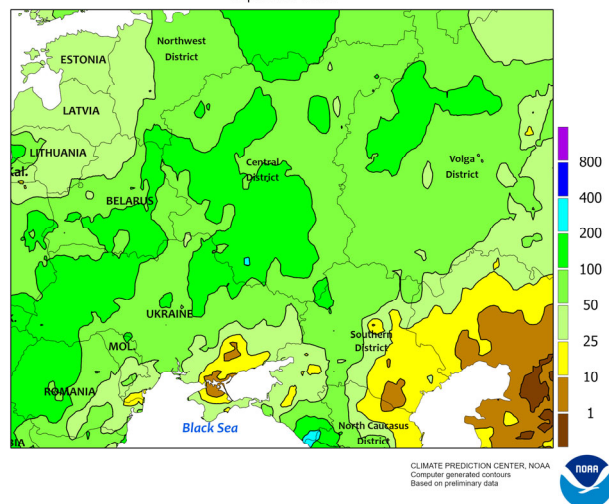 Northwest
District
ESTONIA
LATVIA
LITHUANIA
Kal.
Central
District
Volga
District
BELARUS
UKRAINE
Southern
District
MOL.
ROMANIA
Black Sea
North Caucasus
District
IA
800
400
200
100
50
25
10
1
CLIMATE PREDICTION CENTER, NOAA
Computer generated contours
Based on preliminary data
NOAA